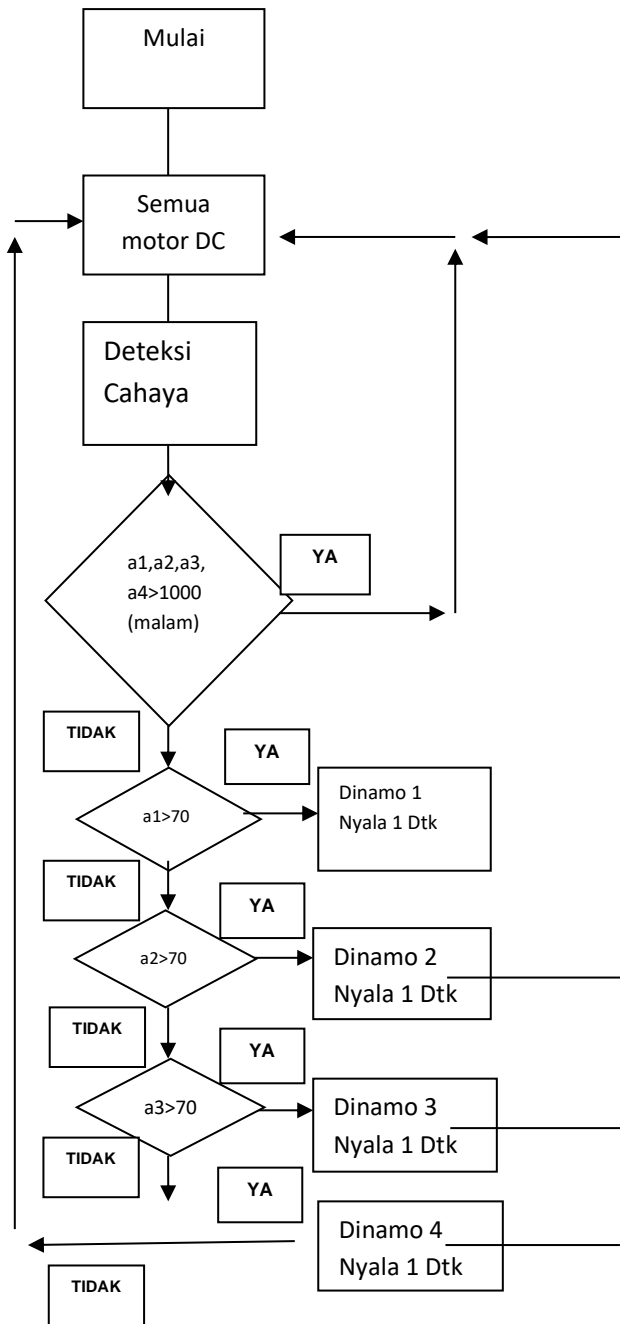 Mulai
Semua
motor DC
Deteksi
Cahaya
a1,a2,a3,
a4>1000
(malam)
YA
TIDAK
YA
a1>70
Dinamo 1
Nyala 1 Dtk
TIDAK
YA
a2>70
Dinamo 2
Nyala 1 Dtk
TIDAK
YA
a3>70
Dinamo 3
Nyala 1 Dtk
TIDAK
YA
Dinamo 4
Nyala 1 Dtk
TIDAK